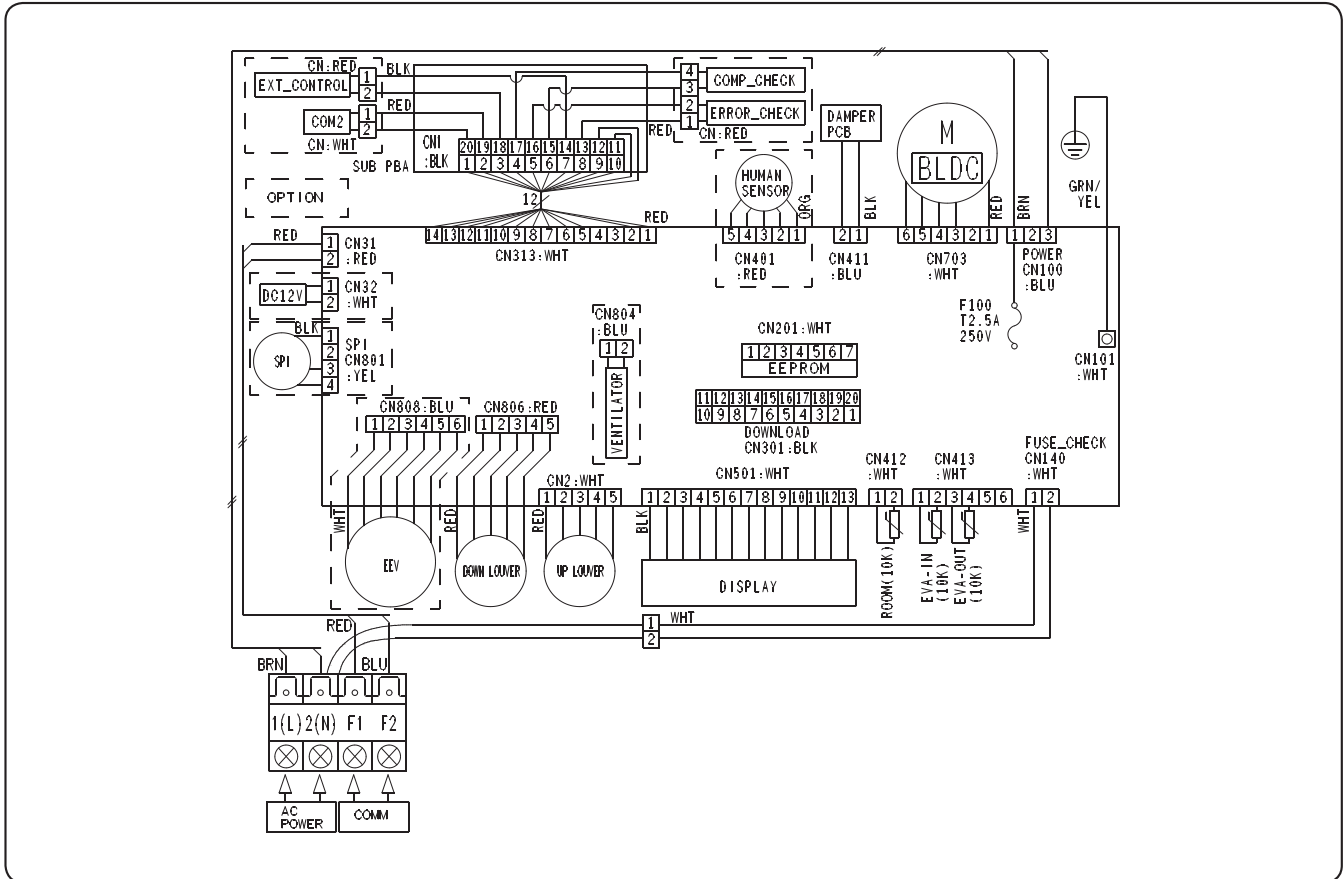 CN:RED
EXT_CONTROL
1
2
BLK
COM2
1
2
RED
CN:WHT
CN1
:BLK
SUB PBA
20 19 18 17 16 15 14 13 12 11
1 2 3 4 5 6 7 8 9 10
4
3
COMP_CHECK
2
1
ERROR_CHECK
RED
CN:RED
DAMPER
PCB
M
BLDC
HUMAN
SENSOR
OPTION
12
RED
ORG
BLK
RED
BRN
GRN/
YEL
14 13 12 11 10 9 8 7 6 5 4 3 2 1
CN313:WHT
5 4 3 2 1
CN401
:RED
2 1
CN411
:BLU
6 5 4 3 2 1
CN703
:WHT
1 2 3
POWER
CN100
:BLU
RED
1
2
CN31
:RED
DC12V
1
2
CN32
:WHT
BLK
SPI
1
2
3
4
SPI
CN801
:YEL
CN804
:BLU
1 2
VENTILATOR
CN201:WHT
1 2 3 4 5 6 7
EEPROM
F100
T2.5A
250V
CN101
:WHT
11 12 13 14 15 16 17 18 19 20
10 9 8 7 6 5 4 3 2 1
DOWNLOAD
CN301:BLK
CN808:BLU
1 2 3 4 5 6
CN806:RED
1 2 3 4 5
CN2:WHT
1 2 3 4 5
CN501:WHT
1 2 3 4 5 6 7 8 9 10 11 12 13
CN412
:WHT
1 2
CN413
:WHT
1 2 3 4 5 6
FUSE_CHECK
CN140
:WHT
1 2
WHT
RED
RED
BLK
WHT
EEV
DOWN LOUVER
UP LOUVER
DISPLAY
ROOM(10K)
EVA-IN
(10K)
EVA-OUT
(10K)
RED
1
2
WHT
BRN
BLU
1(L) 2(N) F1 F2
AC
POWER
COMM